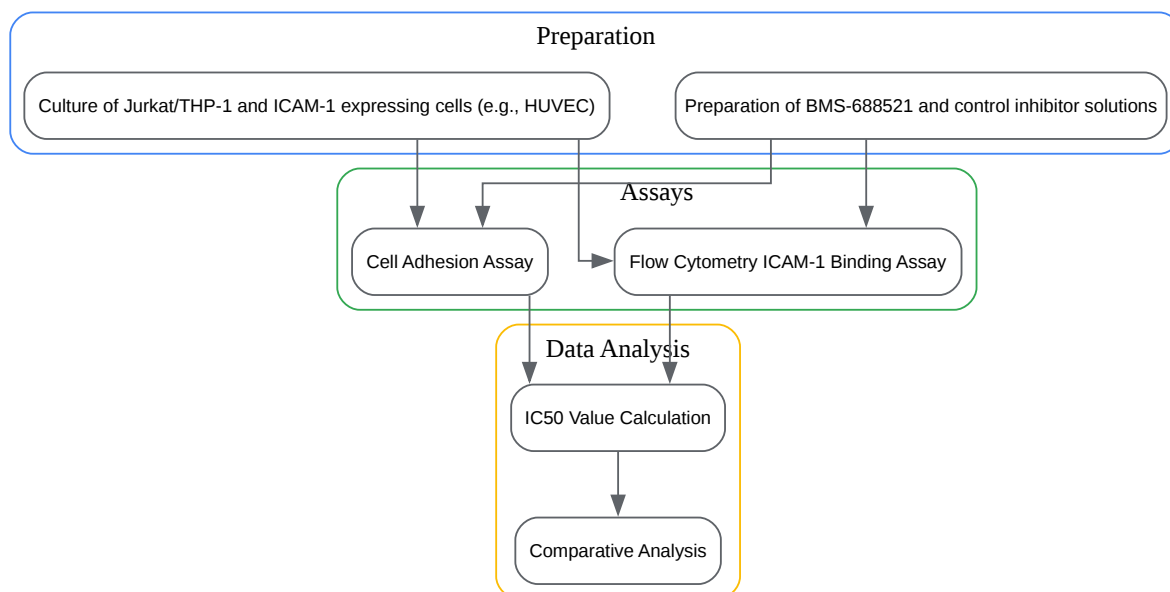 Preparation
Culture of Jurkat/THP-1 and ICAM-1 expressing cells (e.g., HUVEC)
Preparation of BMS-688521 and control inhibitor solutions
Assays
Cell Adhesion Assay
Flow Cytometry ICAM-1 Binding Assay
Data Analysis
IC50 Value Calculation
Comparative Analysis